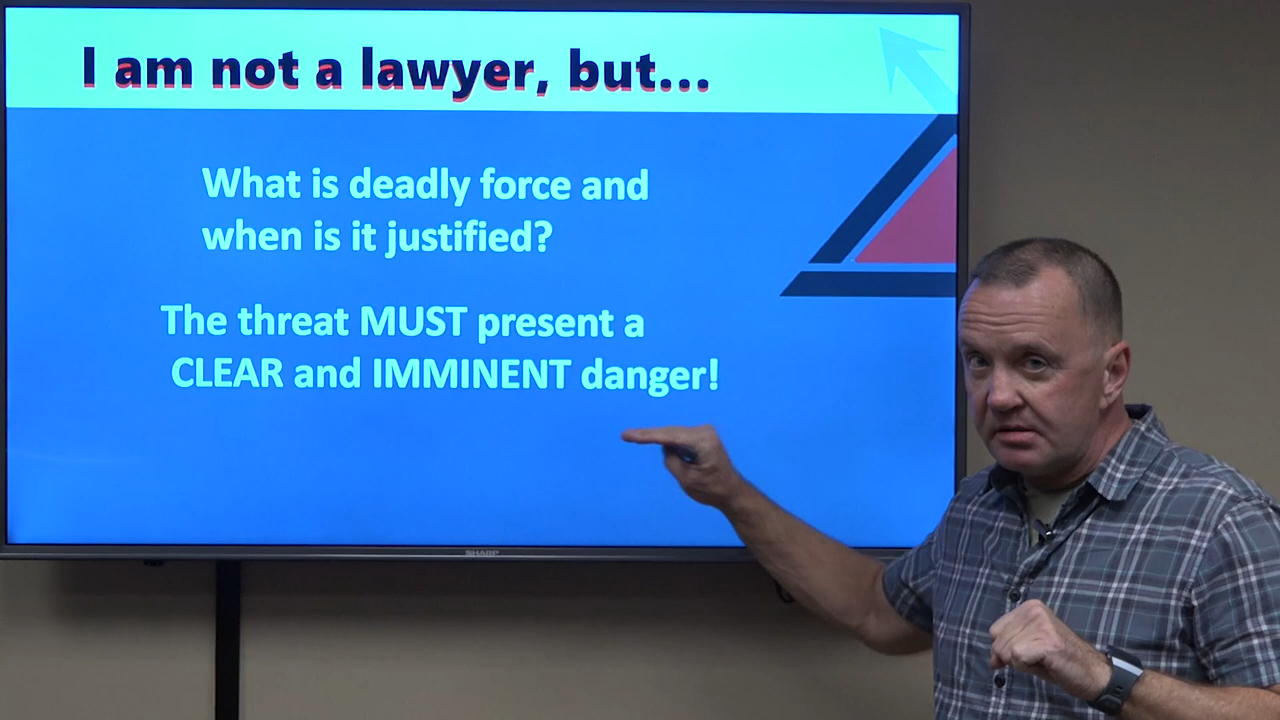 I am not a lawyer, but...
What is deadly force and
when is it justified?
The threat MUST present a
CLEAR and IMMINENT danger!
SHARP